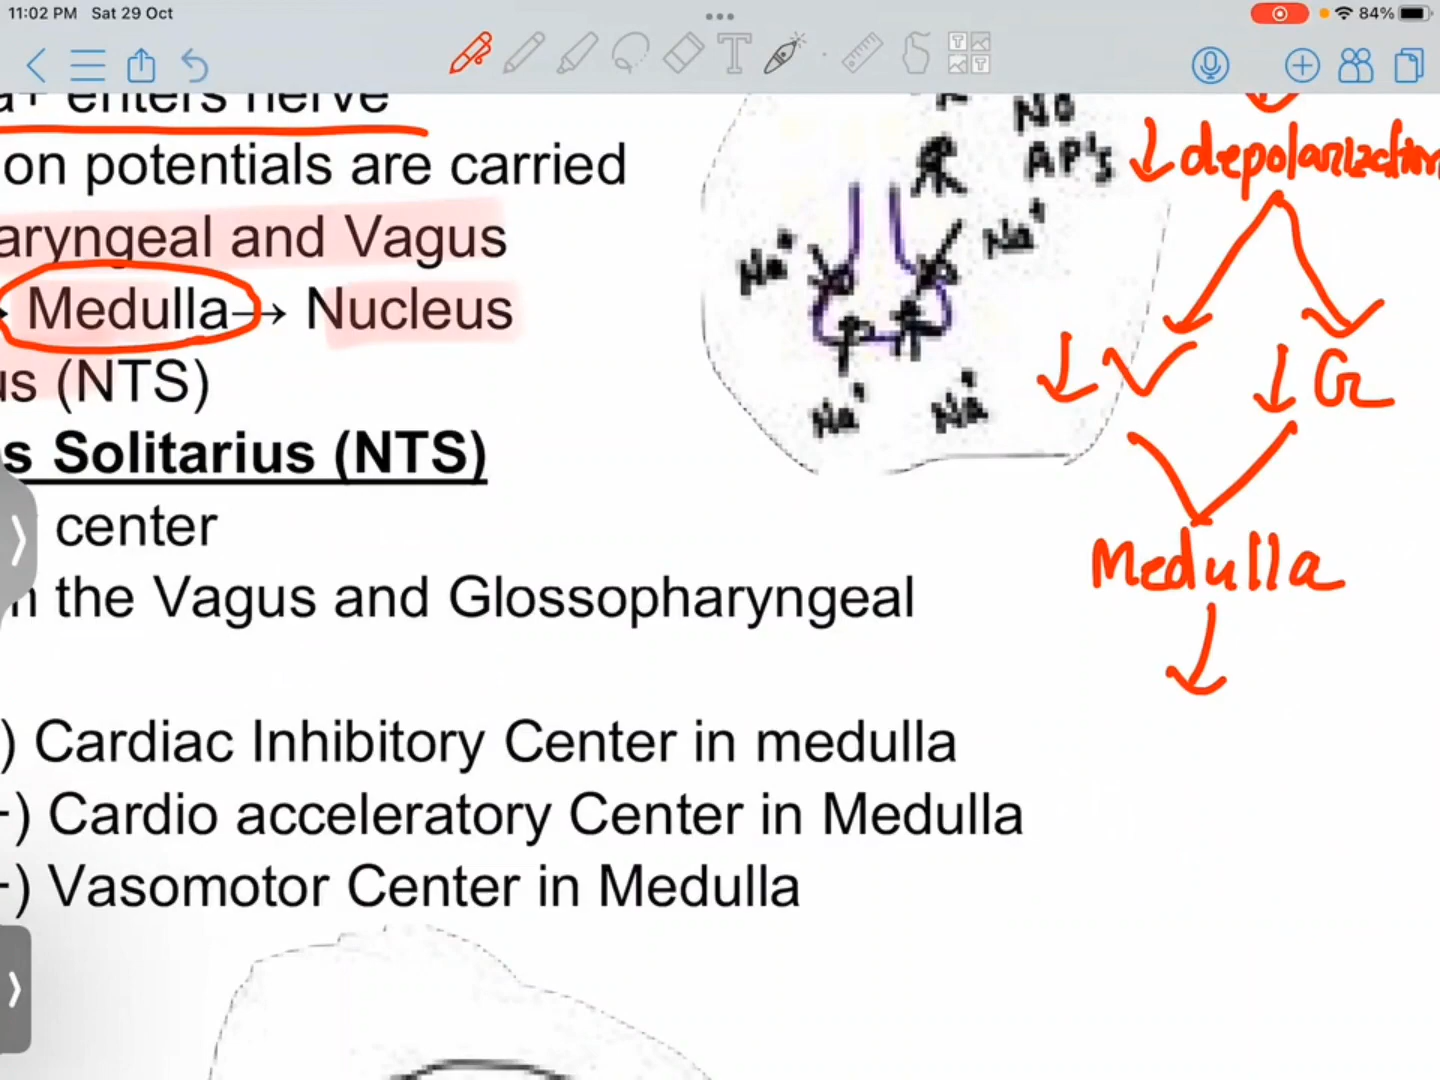 11:02 PM Sat 29 Oct
84%
a+ enters nerve
on potentials are carried
aryngeal and Vagus
Medulla→ Nucleus
us (NTS)
s Solitarius (NTS)
center
n the Vagus and Glossopharyngeal
) Cardiac Inhibitory Center in medulla
-) Cardio acceleratory Center in Medulla
-) Vasomotor Center in Medulla
No
AP's
Na+
Na+
Na+
Na+
↓ depolarization
↓ V ↓ G
Medulla
↓